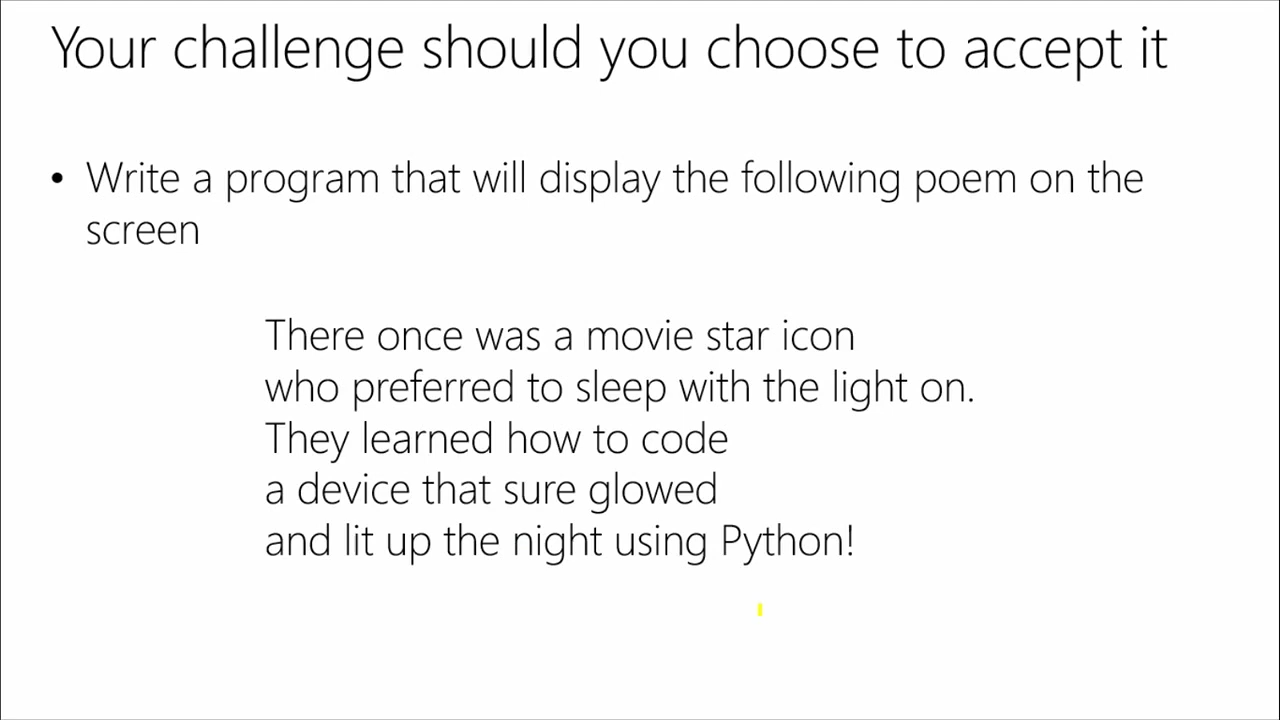 Your challenge should you choose to accept it
• Write a program that will display the following poem on the
screen
There once was a movie star icon
who preferred to sleep with the light on.
They learned how to code
a device that sure glowed
and lit up the night using Python!